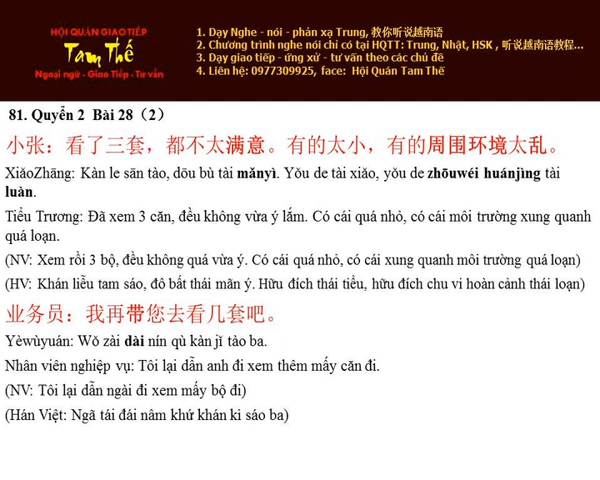 HỘI QUÁN GIAO TIẾP
Tam Thế
Ngoại ngữ - Giao Tiếp - Tư vấn
1. Dạy Nghe - nói - phản xạ Trung, 教你听说越南语
2. Chương trình nghe nói chỉ có tại HQTT: Trung, Nhật, HSK , 听说越南语教程...
3. Dạy giao tiếp - ứng xử - tư vấn theo các chủ đề
4. Liên hệ: 0977309925, face: Hội Quán Tam Thế
81. Quyển 2 Bài 28（2）
小张：看了三套，都不太满意。有的太小，有的周围环境太乱。
XiǎoZhāng: Kàn le sān tào, dōu bù tài mǎnyì. Yǒu de tài xiǎo, yǒu de zhōuwéi huánjìng tài
luàn.
Tiểu Trương: Đã xem 3 căn, đều không vừa ý lắm. Có cái quá nhỏ, có cái môi trường xung quanh
quá loạn.
(NV: Xem rồi 3 bộ, đều không quá vừa ý. Có cái quá nhỏ, có cái xung quanh môi trường quá loạn)
(HV: Khán liễu tam sáo, đô bất thái mãn ý. Hữu đích thái tiểu, hữu đích chu vi hoàn cảnh thái loạn)
业务员：我再带您去看几套吧。
Yèwùyuán: Wǒ zài dài nín qù kàn jǐ tào ba.
Nhân viên nghiệp vụ: Tôi lại dẫn anh đi xem thêm mấy căn đi.
(NV: Tôi lại dẫn ngài đi xem mấy bộ đi)
(Hán Việt: Ngã tái đái nâm khứ khán ki sáo ba)